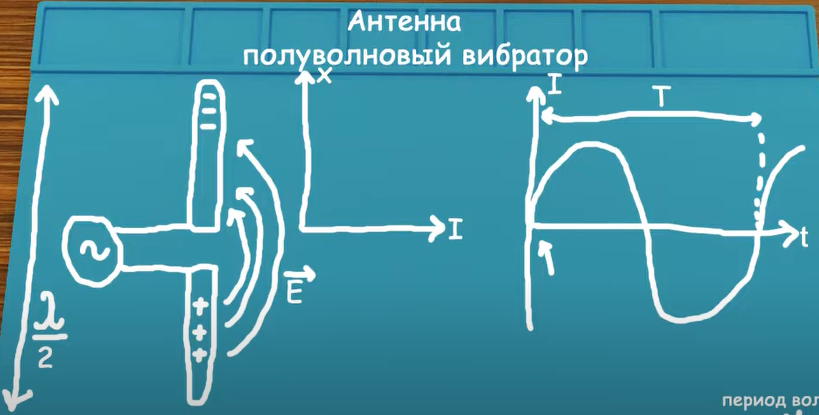 Антенна
полуволновый вибратор
x
I
I
T
t
~
E
+
+
+
λ
2
период вол